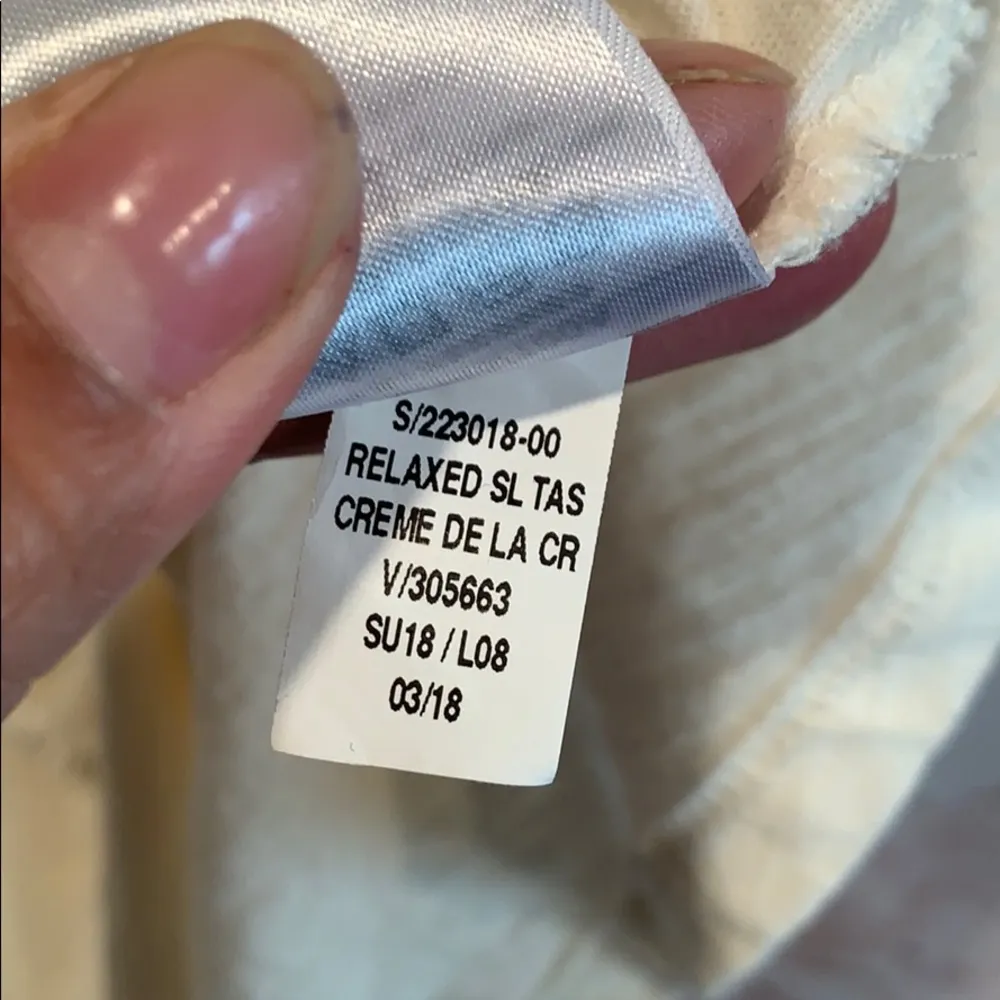 S/223018-00
RELAXED SL TAS
CREME DE LA CR
V/305663
SU18 / L08
03/18